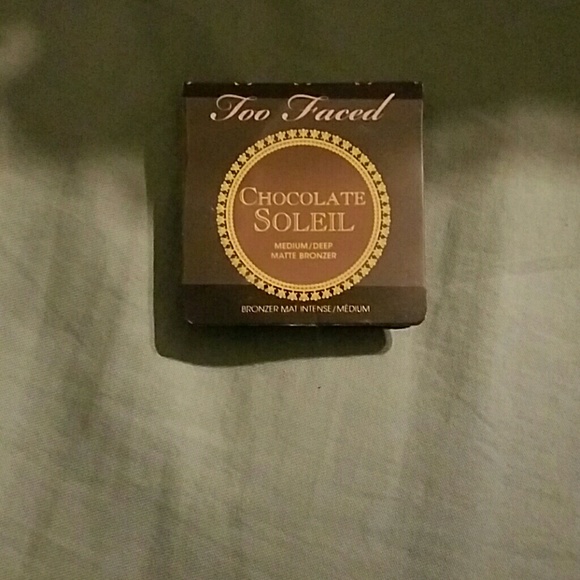 Too Faced
CHOCOLATE
SOLEIL
MEDIUM/DEEP
MATTE BRONZER
BRONZER MAT INTENSE/MÉDIUM